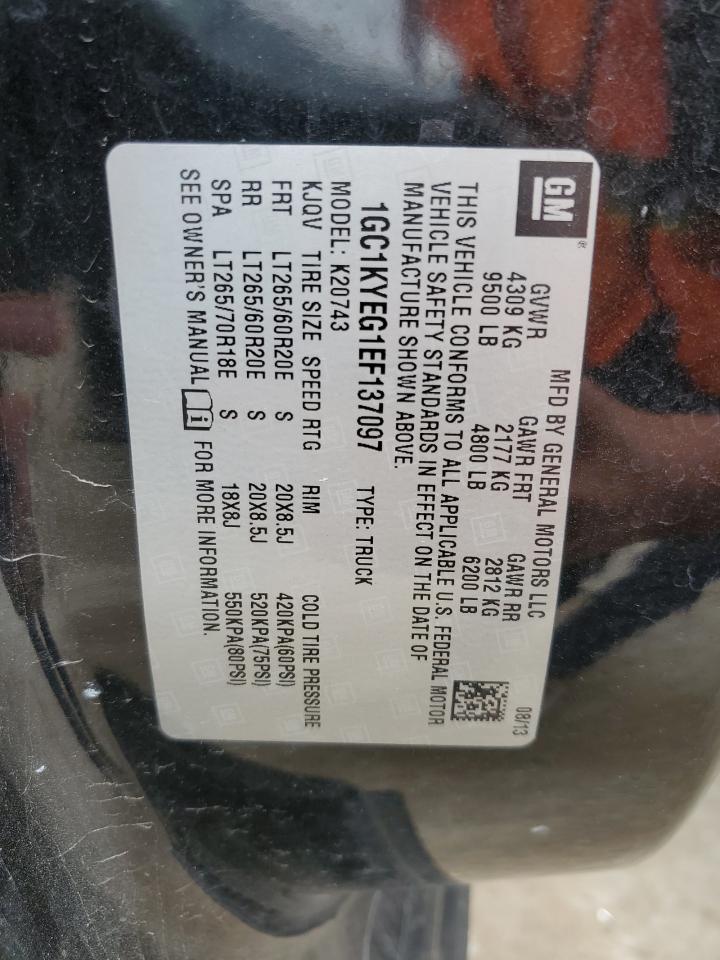 GM®
MFD BY GENERAL MOTORS LLC 08/13
GVWR GAWR FRT GAWR RR
4309 KG 2177 KG 2812 KG
9500 LB 4800 LB 6200 LB
THIS VEHICLE CONFORMS TO ALL APPLICABLE U.S. FEDERAL MOTOR
VEHICLE SAFETY STANDARDS IN EFFECT ON THE DATE OF
MANUFACTURE SHOWN ABOVE.
1GC1KYEG1EF137097 TYPE: TRUCK
MODEL: K20743
KJQV TIRE SIZE SPEED RTG RIM COLD TIRE PRESSURE
FRT LT265/60R20E S 20X8.5J 420KPA(60PSI)
RR LT265/60R20E S 20X8.5J 520KPA(75PSI)
SPA LT265/70R18E S 18X8J 550KPA(80PSI)
SEE OWNER'S MANUAL i FOR MORE INFORMATION.